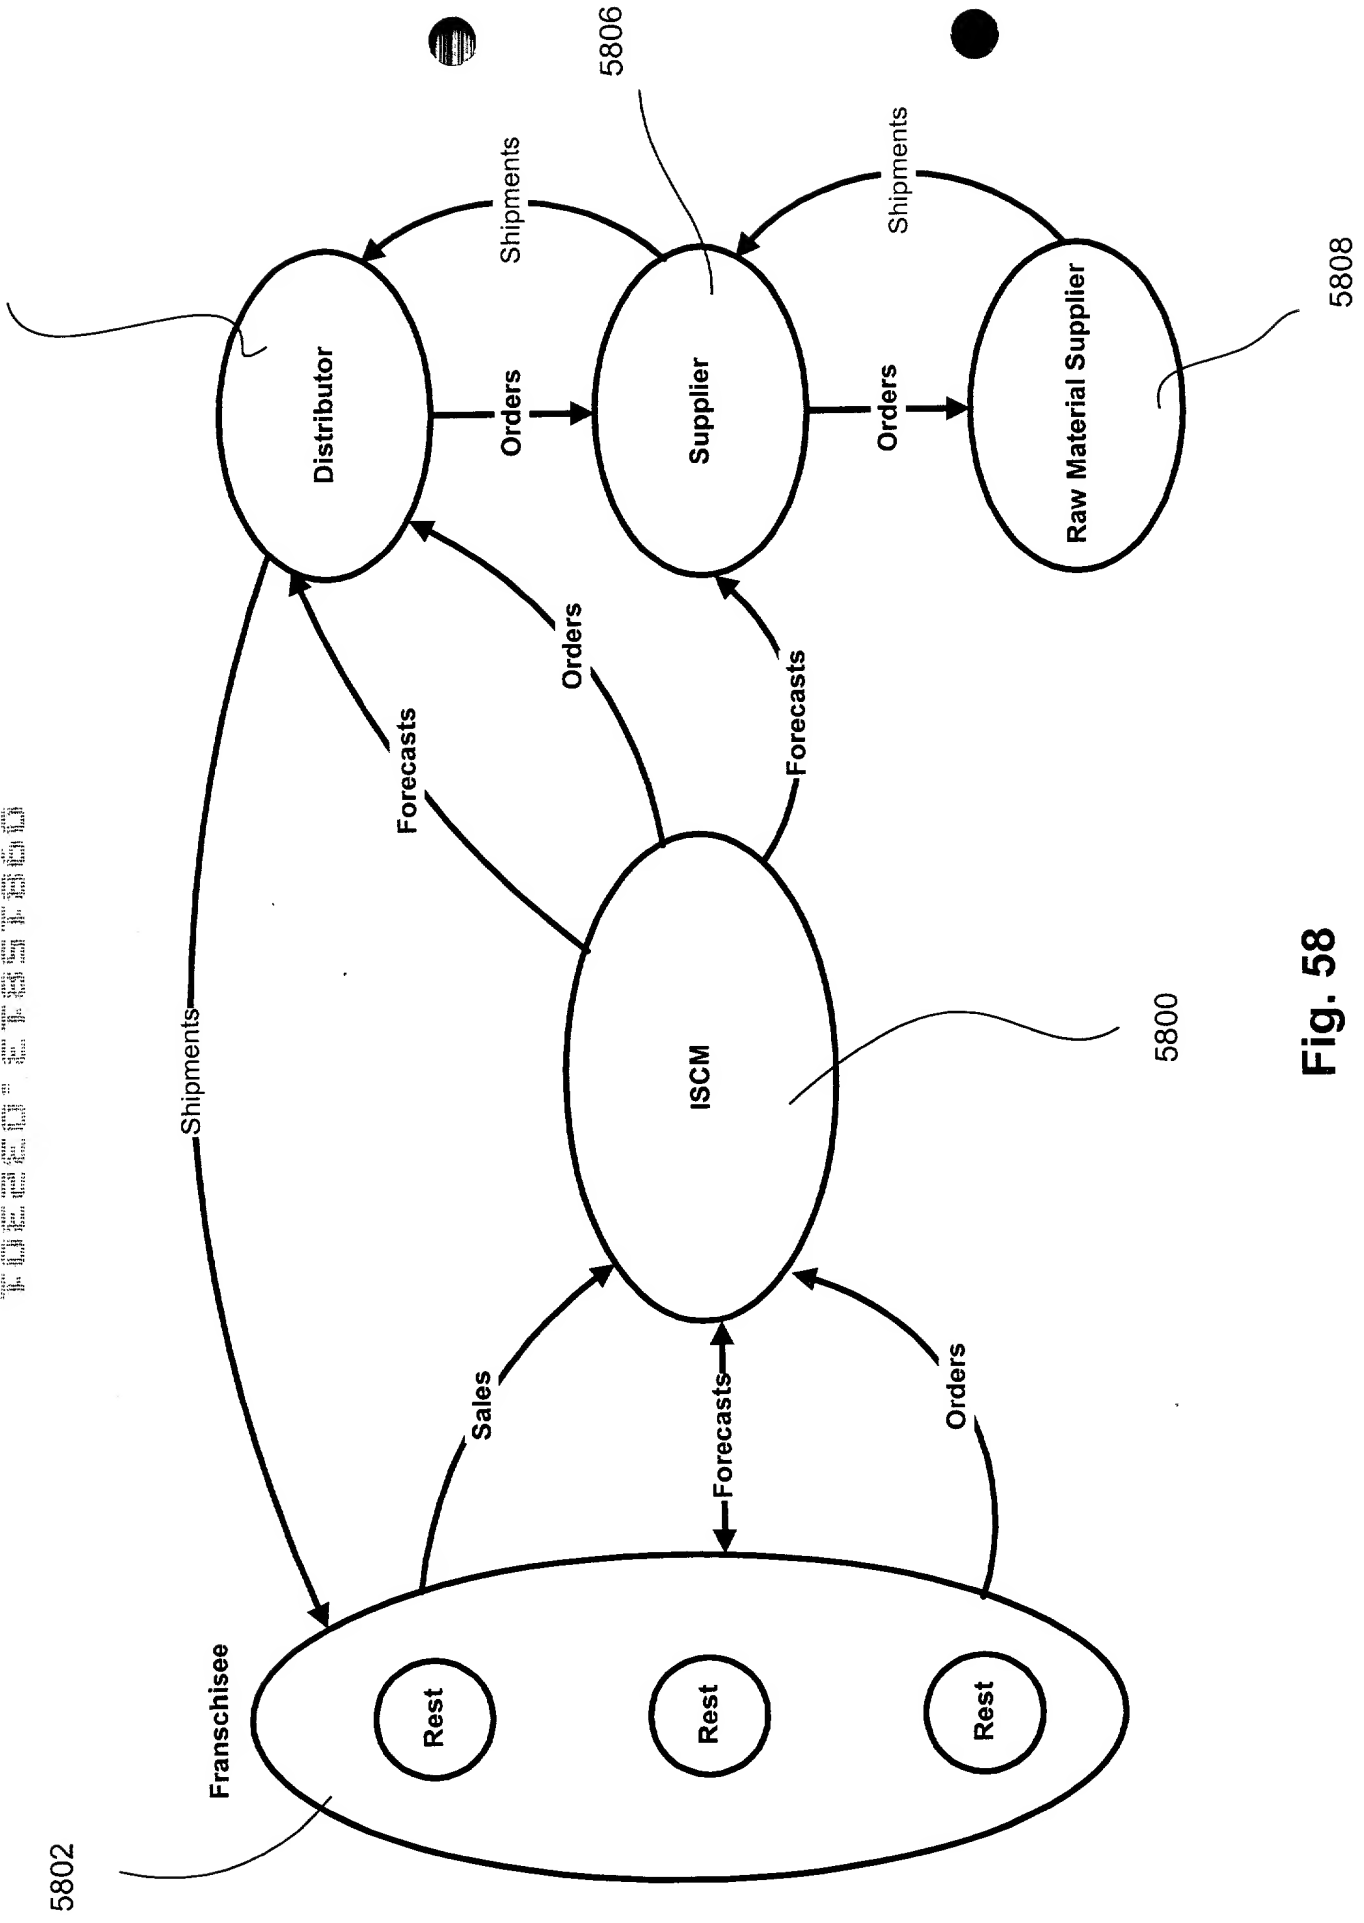 5802
Franschisee
Rest
Rest
Rest
Shipments
Sales
Forecasts
Orders
ISCM
5800
Forecasts
Orders
Forecasts
Distributor
Orders
Shipments
Supplier
5806
Orders
Shipments
Raw Material Supplier
5808
Fig. 58